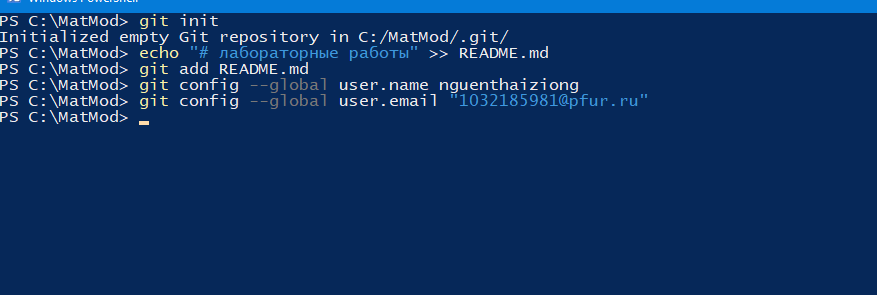 Windows PowerShell
PS C:\MatMod> git init
Initialized empty Git repository in C:/MatMod/.git/
PS C:\MatMod> echo "# лабораторные работы" >> README.md
PS C:\MatMod> git add README.md
PS C:\MatMod> git config --global user.name nguenthaiziong
PS C:\MatMod> git config --global user.email "1032185981@pfur.ru"
PS C:\MatMod>